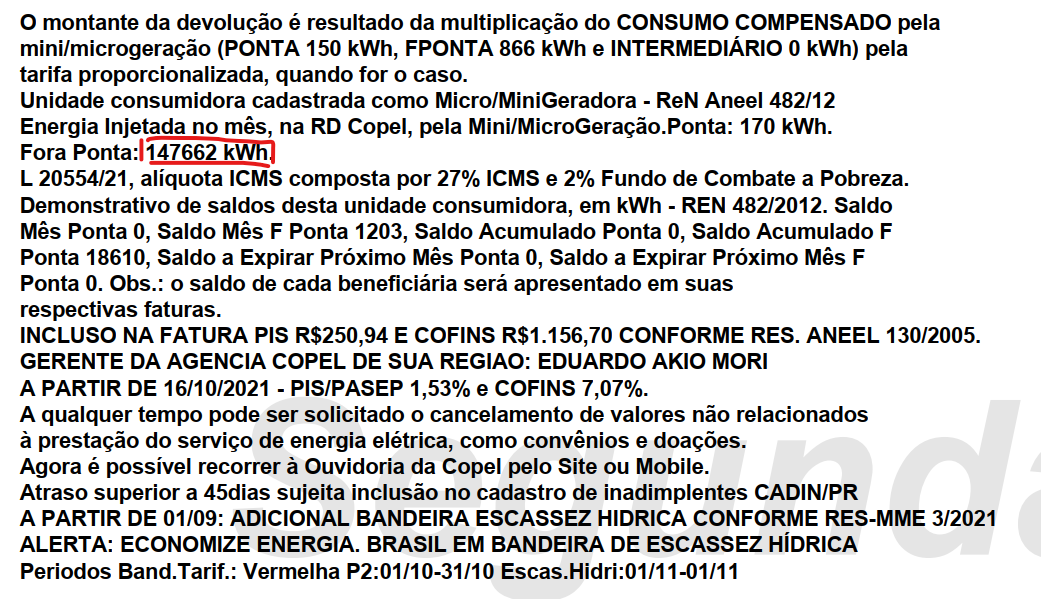 O montante da devolução é resultado da multiplicação do CONSUMO COMPENSADO pela
mini/microgeração (PONTA 150 kWh, FPONTA 866 kWh e INTERMEDIÁRIO 0 kWh) pela
tarifa proporcionalizada, quando for o caso.
Unidade consumidora cadastrada como Micro/MiniGeradora - ReN Aneel 482/12
Energia Injetada no mês, na RD Copel, pela Mini/MicroGeração.Ponta: 170 kWh.
Fora Ponta: 147662 kWh.
L 20554/21, alíquota ICMS composta por 27% ICMS e 2% Fundo de Combate a Pobreza.
Demonstrativo de saldos desta unidade consumidora, em kWh - REN 482/2012. Saldo
Mês Ponta 0, Saldo Mês F Ponta 1203, Saldo Acumulado Ponta 0, Saldo Acumulado F
Ponta 18610, Saldo a Expirar Próximo Mês Ponta 0, Saldo a Expirar Próximo Mês F
Ponta 0. Obs.: o saldo de cada beneficiária será apresentado em suas
respectivas faturas.
INCLUSO NA FATURA PIS R$250,94 E COFINS R$1.156,70 CONFORME RES. ANEEL 130/2005.
GERENTE DA AGENCIA COPEL DE SUA REGIAO: EDUARDO AKIO MORI
A PARTIR DE 16/10/2021 - PIS/PASEP 1,53% e COFINS 7,07%.
A qualquer tempo pode ser solicitado o cancelamento de valores não relacionados
à prestação do serviço de energia elétrica, como convênios e doações.
Agora é possível recorrer à Ouvidoria da Copel pelo Site ou Mobile.
Atraso superior a 45dias sujeita inclusão no cadastro de inadimplentes CADIN/PR
A PARTIR DE 01/09: ADICIONAL BANDEIRA ESCASSEZ HIDRICA CONFORME RES-MME 3/2021
ALERTA: ECONOMIZE ENERGIA. BRASIL EM BANDEIRA DE ESCASSEZ HÍDRICA
Periodos Band.Tarif.: Vermelha P2:01/10-31/10 Escas.Hidri:01/11-01/11
Segunda